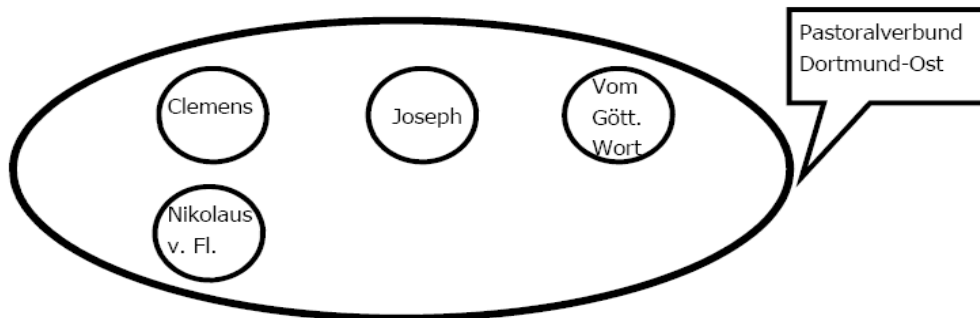 Pastoralverbund
Dortmund-Ost
Clemens
Joseph
Vom
Gött.
Wort
Nikolaus
v. Fl.